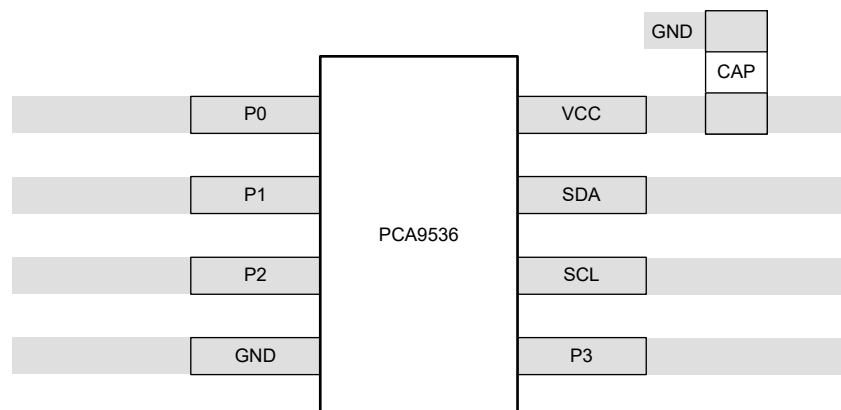 GND
CAP
P0
VCC
P1
SDA
PCA9536
P2
SCL
GND
P3